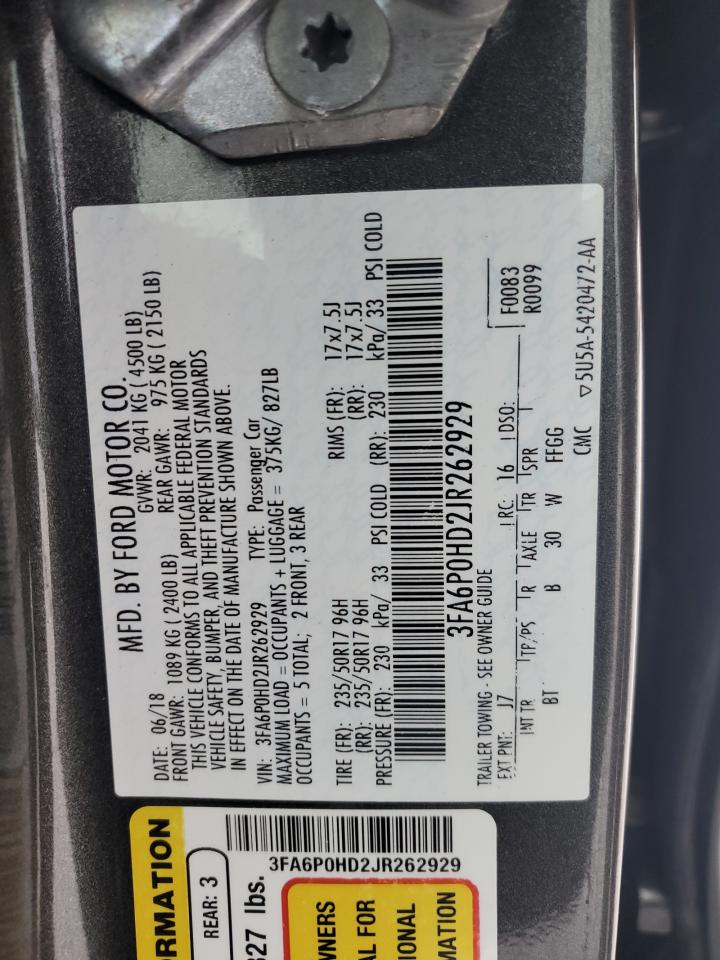 MFD. BY FORD MOTOR CO.
DATE: 06/18 GVWR: 2041 KG ( 4500 LB)
FRONT GAWR: 1089 KG ( 2400 LB) REAR GAWR: 975 KG ( 2150 LB)
THIS VEHICLE CONFORMS TO ALL APPLICABLE FEDERAL MOTOR
VEHICLE SAFETY, BUMPER, AND THEFT PREVENTION STANDARDS
IN EFFECT ON THE DATE OF MANUFACTURE SHOWN ABOVE.
VIN: 3FA6P0HD2JR262929 TYPE: Passenger Car
MAXIMUM LOAD = OCCUPANTS + LUGGAGE = 375KG/ 827LB
OCCUPANTS = 5 TOTAL; 2 FRONT, 3 REAR
TIRE (FR): 235/50R17 96H RIMS (FR): 17x7.5J
(RR): 235/50R17 96H (RR): 17x7.5J
PRESSURE (FR): 230 kPa/ 33 PSI COLD (RR): 230 kPa/ 33 PSI COLD
3FA6P0HD2JR262929
TRAILER TOWING - SEE OWNER GUIDE
EXT PNT: J7 RC: 16 DSO: F0083
INT TR TP/PS R AXLE TR SPR R0099
BT B 30 W FFGG
CMC ▽5U5A-5420472-AA
3FA6P0HD2JR262929
RMATION
REAR: 3
827 lbs.
WNERS
AL FOR
IONAL
MATION